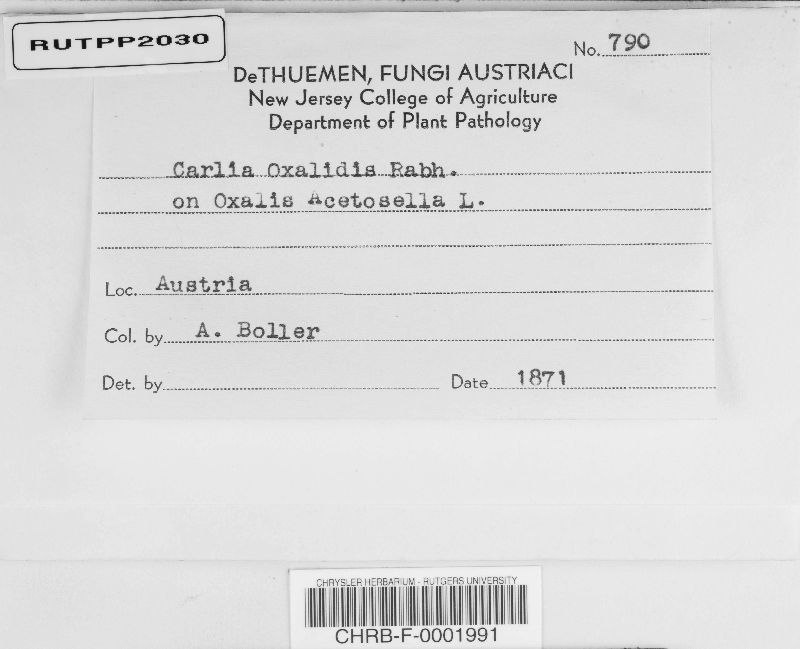 RUTPP2030
No. 790
DeTHUEMEN, FUNGI AUSTRIACI
New Jersey College of Agriculture
Department of Plant Pathology
Carlia Oxalidis Rabh.
on Oxalis Acetosella L.
Loc. Austria
Col. by A. Boller
Det. by
Date 1871
CHRYSLER HERBARIUM - RUTGERS UNIVERSITY
CHRB-F-0001991